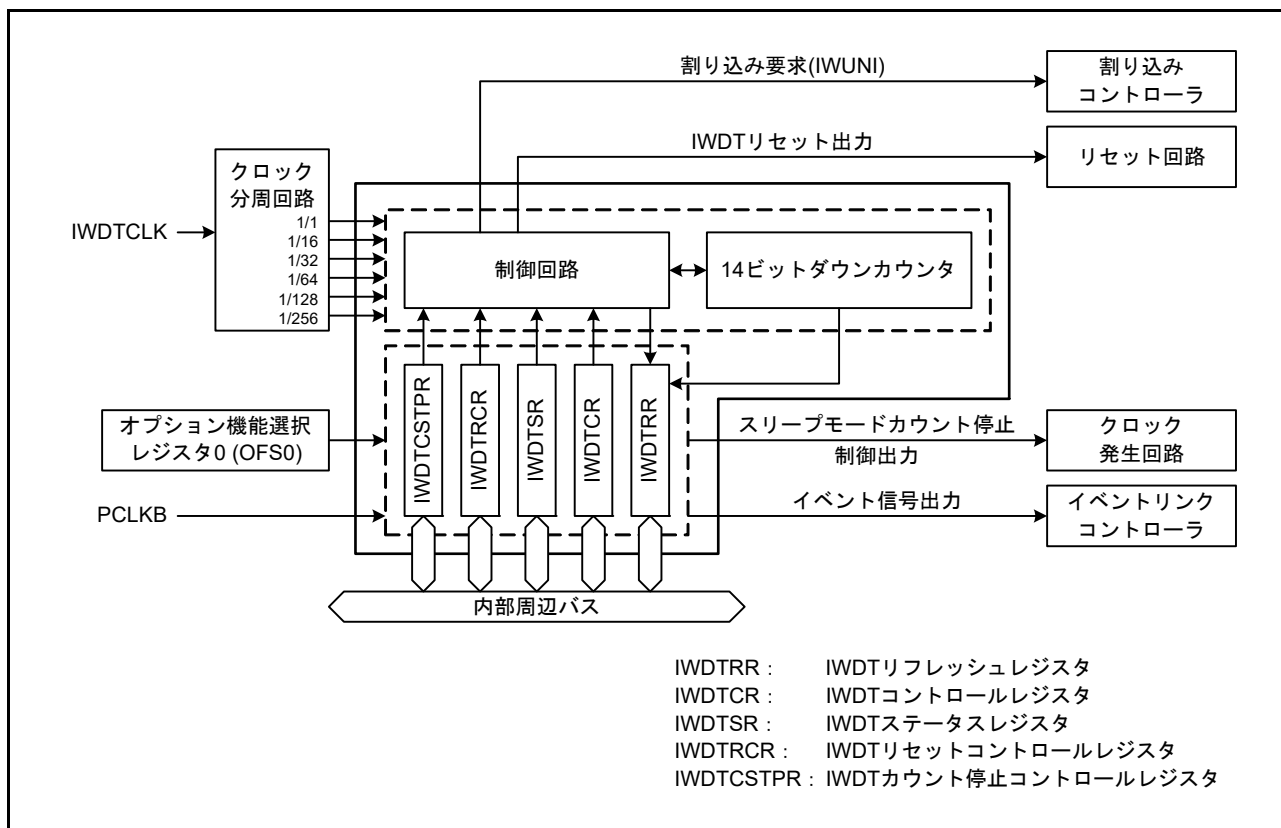 割り込み要求(IWUNI)
割り込み
コントローラ
IWDTリセット出力
リセット回路
クロック
分周回路
IWDTCLK
1/1
1/16
1/32
1/64
1/128
1/256
制御回路
14ビットダウンカウンタ
オプション機能選択
レジスタ0 (OFS0)
PCLKB
IWDTCSTPR
IWDTRCR
IWDTSR
IWDTCR
IWDTRR
スリープモードカウント停止
制御出力
クロック
発生回路
イベント信号出力
イベントリンク
コントローラ
内部周辺バス
IWDTRR : IWDTリフレッシュレジスタ
IWDTCR : IWDTコントロールレジスタ
IWDTSR : IWDTステータスレジスタ
IWDTRCR : IWDTリセットコントロールレジスタ
IWDTCSTPR : IWDTカウント停止コントロールレジスタ